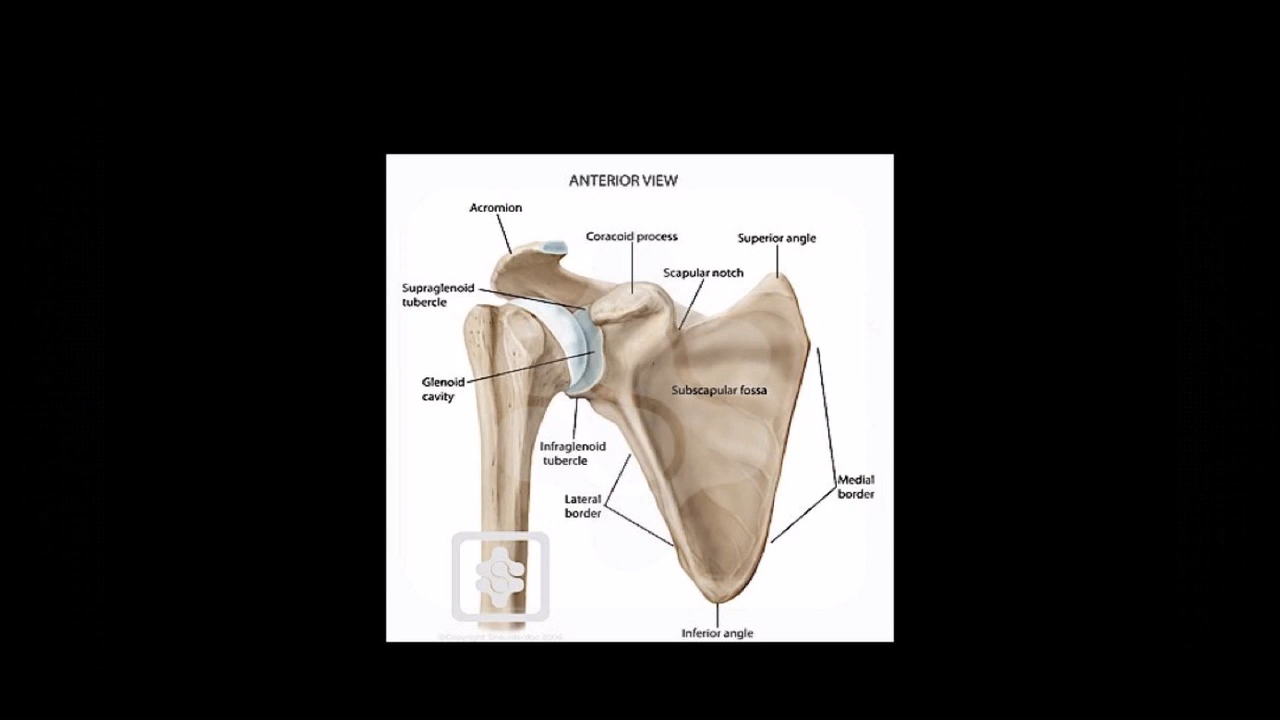 ANTERIOR VIEW
Acromion
Coracoid process
Superior angle
Scapular notch
Supraglenoid
tubercle
Glenoid
cavity
Subscapular fossa
Infraglenoid
tubercle
Medial
border
Lateral
border
Inferior angle